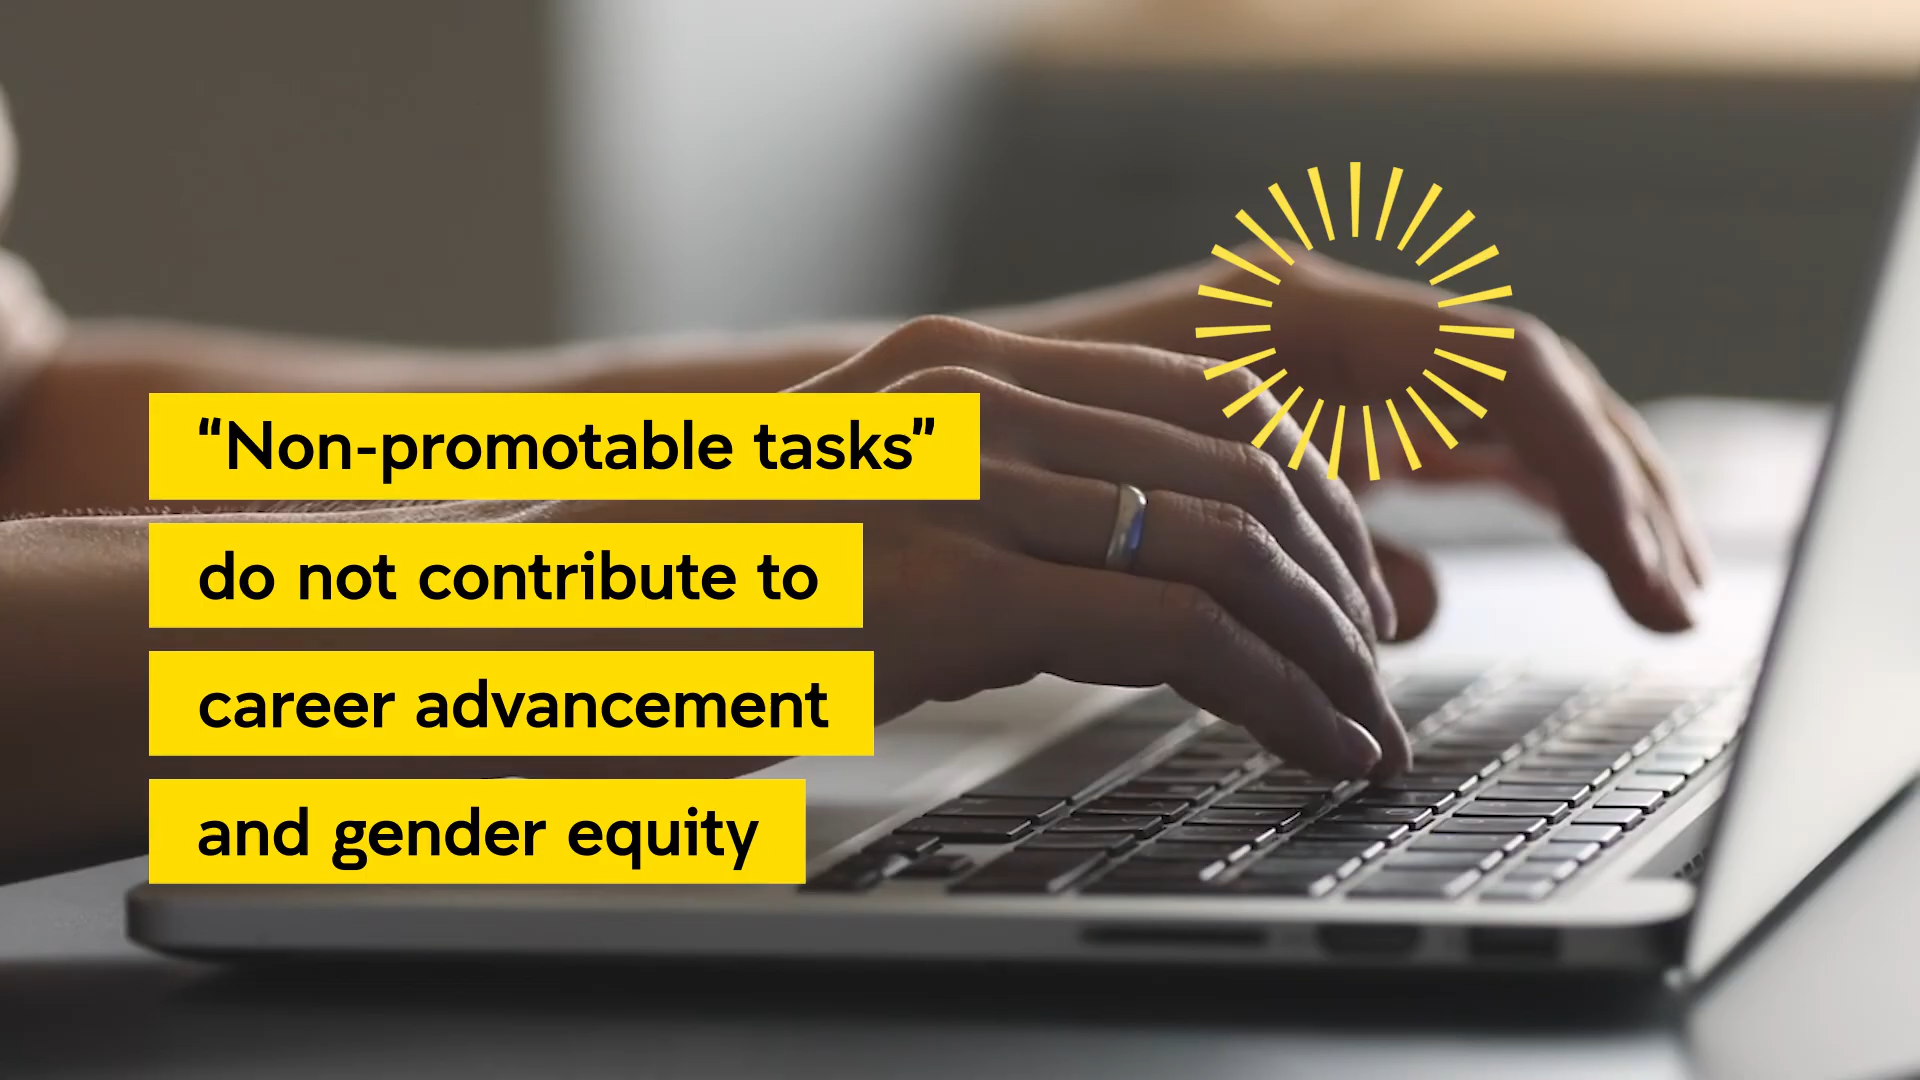 “Non-promotable tasks”
do not contribute to
career advancement
and gender equity